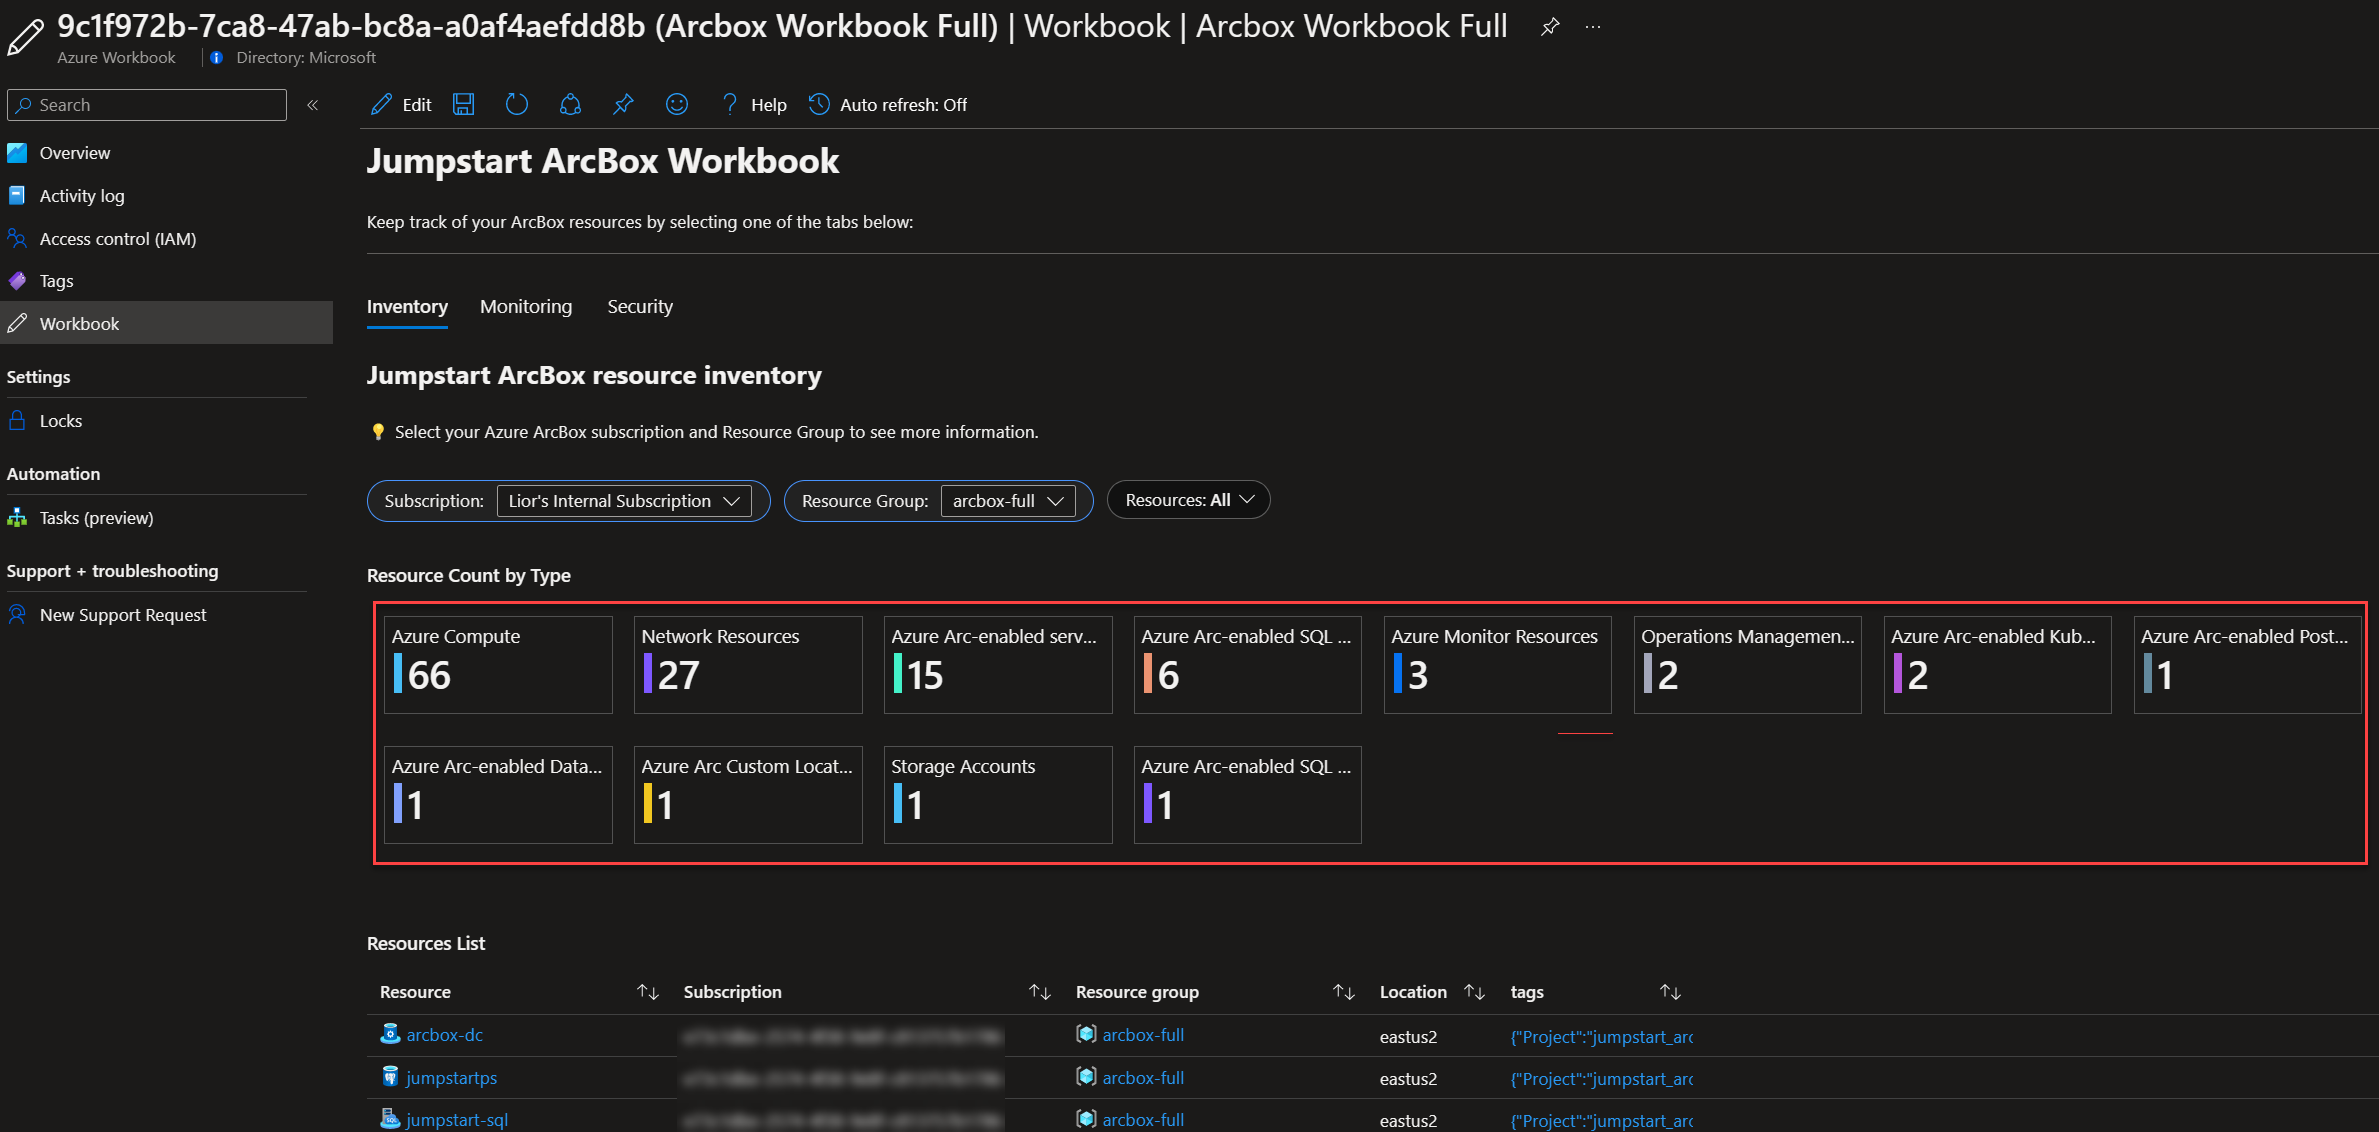 9c1f972b-7ca8-47ab-bc8a-a0af4aefdd8b (Arcbox Workbook Full) | Workbook | Arcbox Workbook Full
Azure Workbook
Directory: Microsoft
Search
Edit
Help
Auto refresh: Off
Overview
Activity log
Access control (IAM)
Tags
Workbook
Settings
Locks
Automation
Tasks (preview)
Support + troubleshooting
New Support Request
Jumpstart ArcBox Workbook
Keep track of your ArcBox resources by selecting one of the tabs below:
Inventory Monitoring Security
Jumpstart ArcBox resource inventory
Select your Azure ArcBox subscription and Resource Group to see more information.
Subscription: Lior's Internal Subscription Resource Group: arcbox-full Resources: All
Resource Count by Type
Azure Compute
66
Network Resources
27
Azure Arc-enabled serv...
15
Azure Arc-enabled SQL ...
6
Azure Monitor Resources
3
Operations Managemen...
2
Azure Arc-enabled Kub...
2
Azure Arc-enabled Post...
1
Azure Arc-enabled Data...
1
Azure Arc Custom Locat...
1
Storage Accounts
1
Azure Arc-enabled SQL ...
1
Resources List
Resource Subscription Resource group Location tags
arcbox-dc arcbox-full eastus2 {"Project":"jumpstart_arc
jumpstartps arcbox-full eastus2 {"Project":"jumpstart_arc
jumpstart-sql arcbox-full eastus2 {"Project":"jumpstart_arc